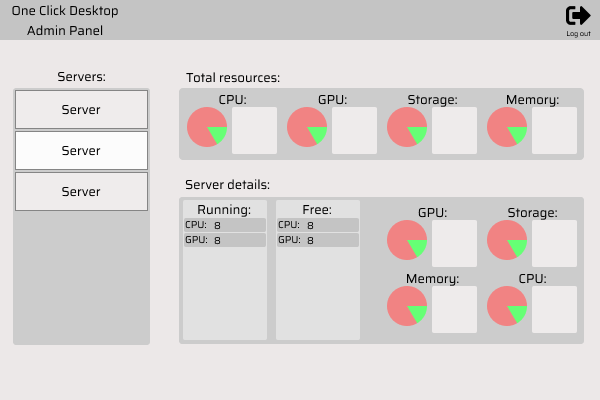 One Click Desktop
Admin Panel
Log out
Servers:
Server
Server
Server
Total resources:
CPU:
GPU:
Storage:
Memory:
Server details:
Running:
CPU: 8
GPU: 8
Free:
CPU: 8
GPU: 8
GPU:
Storage:
Memory:
CPU: